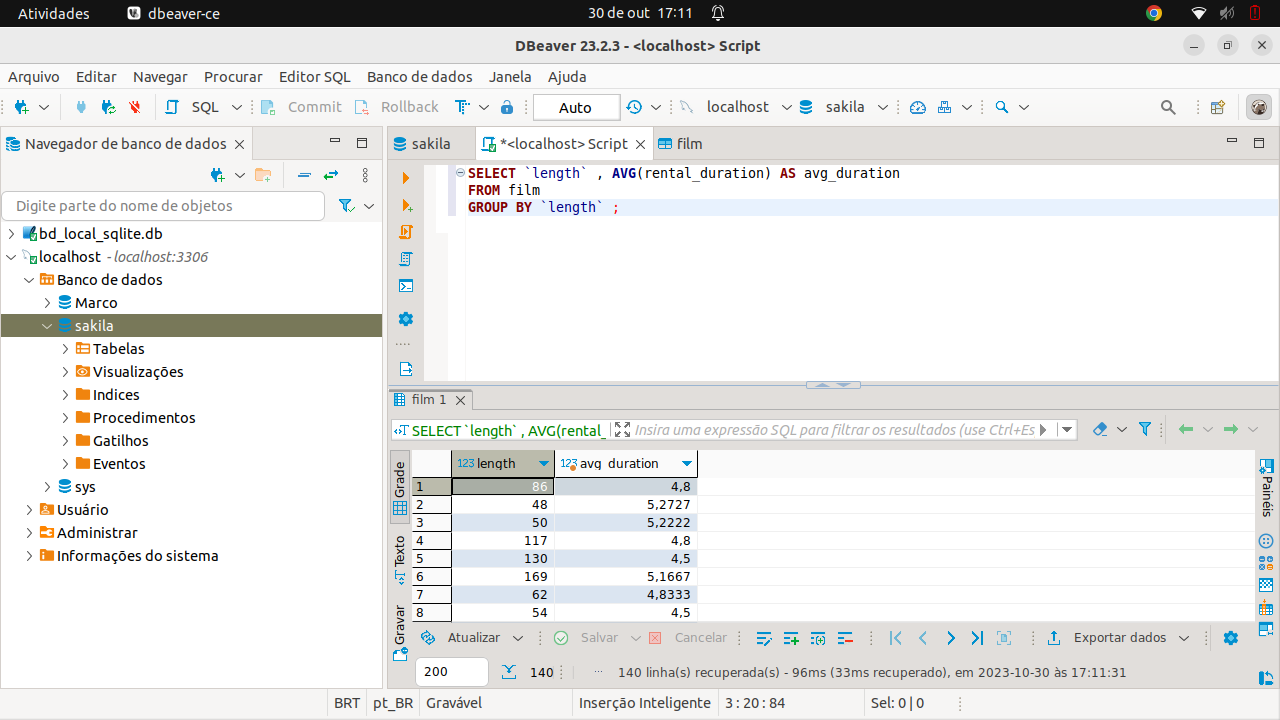 Atividades dbeaver-ce 30 de out 17:11
DBeaver 23.2.3 - <localhost> Script
Arquivo Editar Navegar Procurar Editor SQL Banco de dados Janela Ajuda
SQL Commit Rollback Auto localhost sakila
Navegador de banco de dados
Digite parte do nome de objetos
bd_local_sqlite.db
localhost - localhost:3306
Banco de dados
Marco
sakila
Tabelas
Visualizações
Indices
Procedimentos
Gatilhos
Eventos
sys
Usuário
Administrar
Informações do sistema
sakila *<localhost> Script film
SELECT `length` , AVG(rental_duration) AS avg_duration
FROM film
GROUP BY `length` ;
film 1
SELECT `length` , AVG(rental_ Insira uma expressão SQL para filtrar os resultados (use Ctrl+Es
Grade
Texto
Gravar
123 length 123 avg_duration
1 86 4,8
2 48 5,2727
3 50 5,2222
4 117 4,8
5 130 4,5
6 169 5,1667
7 62 4,8333
8 54 4,5
Painéis
Atualizar Salvar Cancelar Exportar dados
200 140 140 linha(s) recuperada(s) - 96ms (33ms recuperado), em 2023-10-30 às 17:11:31
BRT pt_BR Gravável Inserção Inteligente 3 : 20 : 84 Sel: 0 | 0